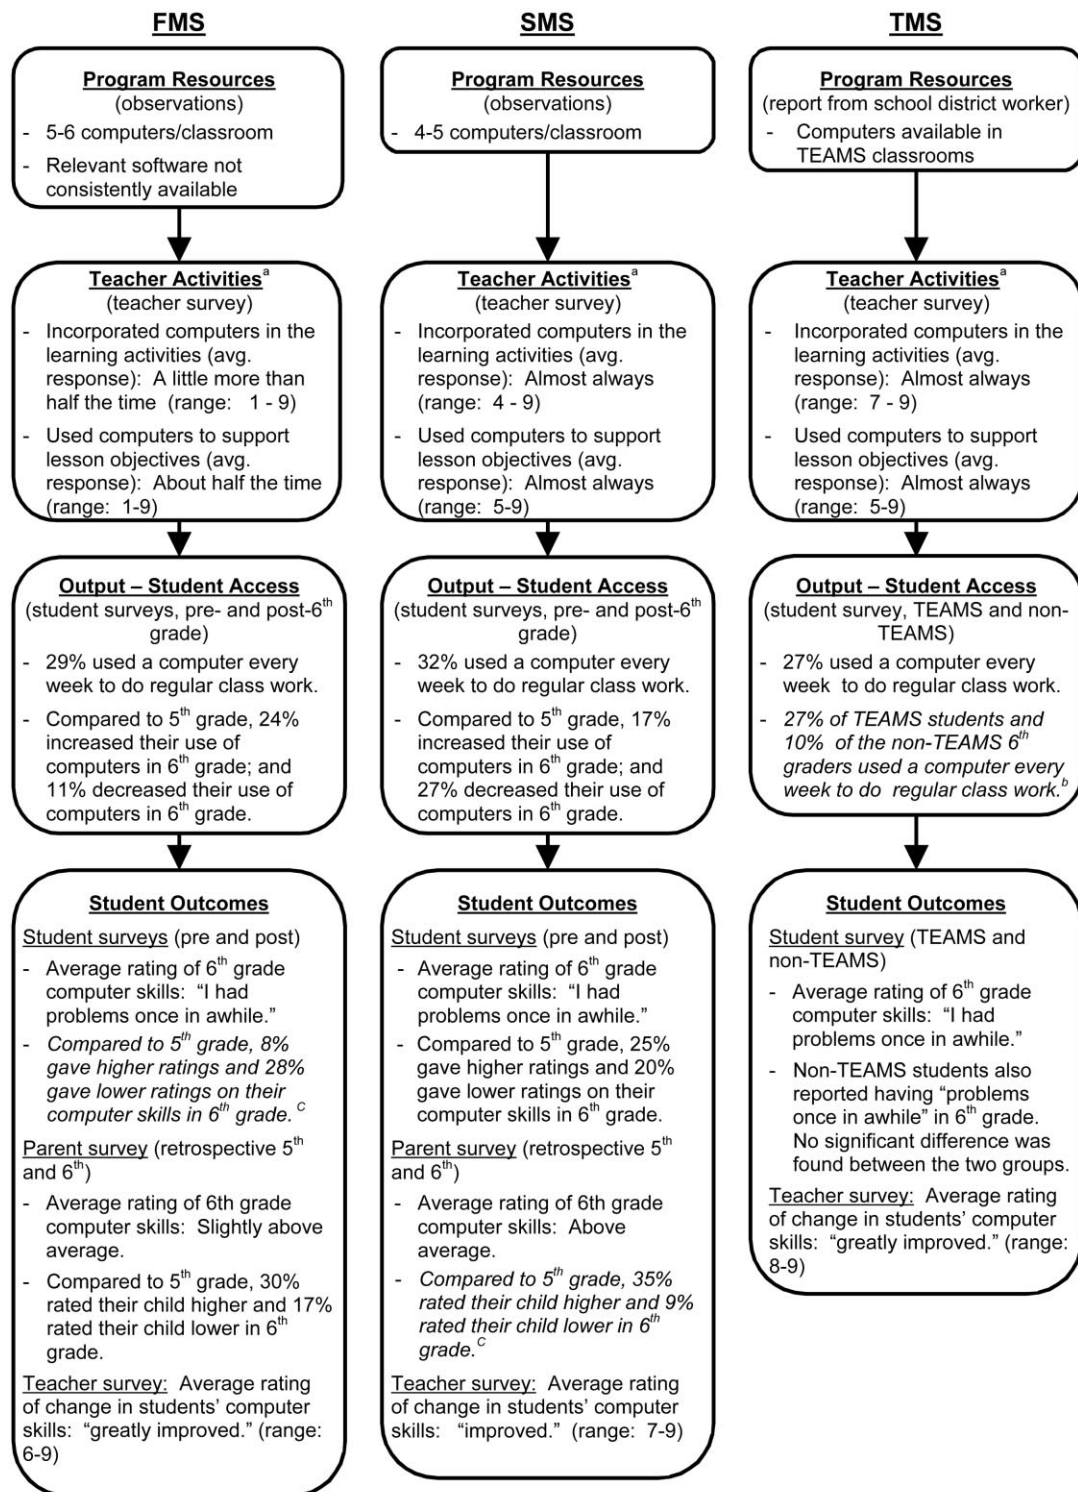 FMS
Program Resources
(observations)
- 5-6 computers/classroom
- Relevant software not
consistently available
Teacher Activities^a
(teacher survey)
- Incorporated computers in the
learning activities (avg.
response): A little more than
half the time (range: 1 - 9)
- Used computers to support
lesson objectives (avg.
response): About half the time
(range: 1-9)
Output – Student Access
(student surveys, pre- and post-6th
grade)
- 29% used a computer every
week to do regular class work.
- Compared to 5th grade, 24%
increased their use of
computers in 6th grade; and
11% decreased their use of
computers in 6th grade.
Student Outcomes
Student surveys (pre and post)
- Average rating of 6th grade
computer skills: “I had
problems once in awhile.”
- Compared to 5th grade, 8%
gave higher ratings and 28%
gave lower ratings on their
computer skills in 6th grade. C
Parent survey (retrospective 5th
and 6th)
- Average rating of 6th grade
computer skills: Slightly above
average.
- Compared to 5th grade, 30%
rated their child higher and 17%
rated their child lower in 6th
grade.
Teacher survey: Average rating
of change in students’ computer
skills: “greatly improved.” (range:
6-9)
SMS
Program Resources
(observations)
- 4-5 computers/classroom
Teacher Activities^a
(teacher survey)
- Incorporated computers in the
learning activities (avg.
response): Almost always
(range: 4 - 9)
- Used computers to support
lesson objectives (avg.
response): Almost always
(range: 5-9)
Output – Student Access
(student surveys, pre- and post-6th
grade)
- 32% used a computer every
week to do regular class work.
- Compared to 5th grade, 17%
increased their use of
computers in 6th grade; and
27% decreased their use of
computers in 6th grade.
Student Outcomes
Student surveys (pre and post)
- Average rating of 6th grade
computer skills: “I had
problems once in awhile.”
- Compared to 5th grade, 25%
gave higher ratings and 20%
gave lower ratings on their
computer skills in 6th grade.
Parent survey (retrospective 5th
and 6th)
- Average rating of 6th grade
computer skills: Above
average.
- Compared to 5th grade, 35%
rated their child higher and 9%
rated their child lower in 6th
grade.C
Teacher survey: Average rating
of change in students’ computer
skills: “improved.” (range: 7-9)
TMS
Program Resources
(report from school district worker)
- Computers available in
TEAMS classrooms
Teacher Activities^a
(teacher survey)
- Incorporated computers in the
learning activities (avg.
response): Almost always
(range: 7 - 9)
- Used computers to support
lesson objectives (avg.
response): Almost always
(range: 5-9)
Output – Student Access
(student survey, TEAMS and non-
TEAMS)
- 27% used a computer every
week to do regular class work.
- 27% of TEAMS students and
10% of the non-TEAMS 6th
graders used a computer every
week to do regular class work.b
Student Outcomes
Student survey (TEAMS and
non-TEAMS)
- Average rating of 6th grade
computer skills: “I had
problems once in awhile.”
- Non-TEAMS students also
reported having “problems
once in awhile” in 6th grade.
No significant difference was
found between the two groups.
Teacher survey: Average rating
of change in students’ computer
skills: “greatly improved.” (range:
8-9)